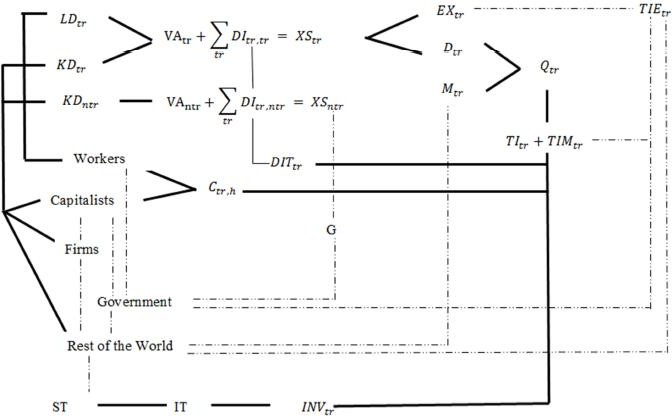 LD_tr VA_tr + ∑_tr DI_tr,tr = XS_tr EX_tr TIE_tr
D_tr
KD_tr Q_tr
M_tr
KD_ntr VA_ntr + ∑_tr DI_tr,ntr = XS_ntr
TI_tr + TIM_tr
Workers DIT_tr
C_tr,h
Capitalists
G
Firms
Government
Rest of the World
ST IT INV_tr